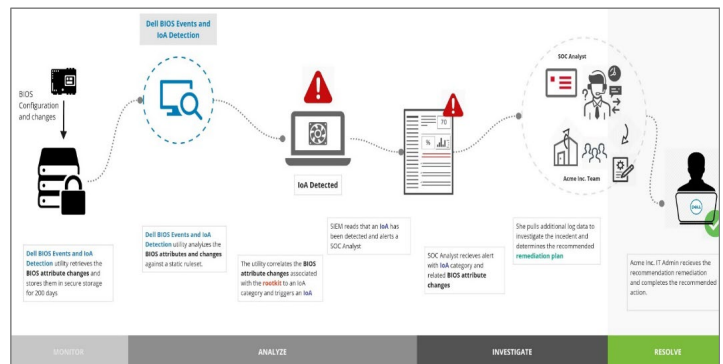 Dell BIOS Events and
IoA Detection
BIOS
Configuration
and changes
IoA Detected
70
%
SOC Analyst
Acme Inc. Team
DELL
Dell BIOS Events and IoA
Detection utility retrieves the
BIOS attribute changes and
stores them in secure storage
for 200 days
Dell BIOS Events and IoA
Detection utility analyizes the
BIOS attributes and changes
against a static ruleset.
The utility correlates the BIOS
attribute changes associated
with the rootkit to an IoA
category and triggers an IoA
SIEM reads that an IoA has
been detected and alerts a
SOC Analyst
SOC Analyst recieves alert
with IoA category and
related BIOS attribute
changes
She pulls additional log data to
investigate the incedent and
determines the recommended
remediation plan
Acme Inc. IT Admin recieves the
recommendation remediation
and completes the recommended
action.
MONITOR
ANALYZE
INVESTIGATE
RESOLVE